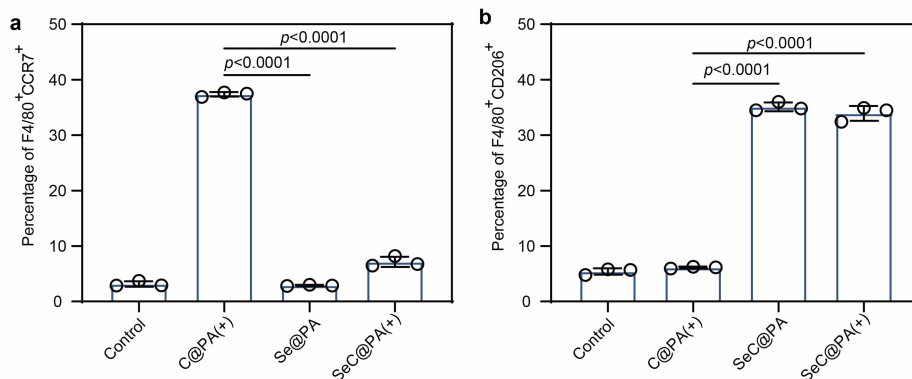 a
Percentage of F4/80⁺CCR7⁺
50
40
30
20
10
0
p<0.0001
p<0.0001
Control
C@PA(+)
Se@PA
SeC@PA(+)
b
Percentage of F4/80⁺CD206⁺
50
40
30
20
10
0
p<0.0001
p<0.0001
Control
C@PA(+)
SeC@PA
SeC@PA(+)